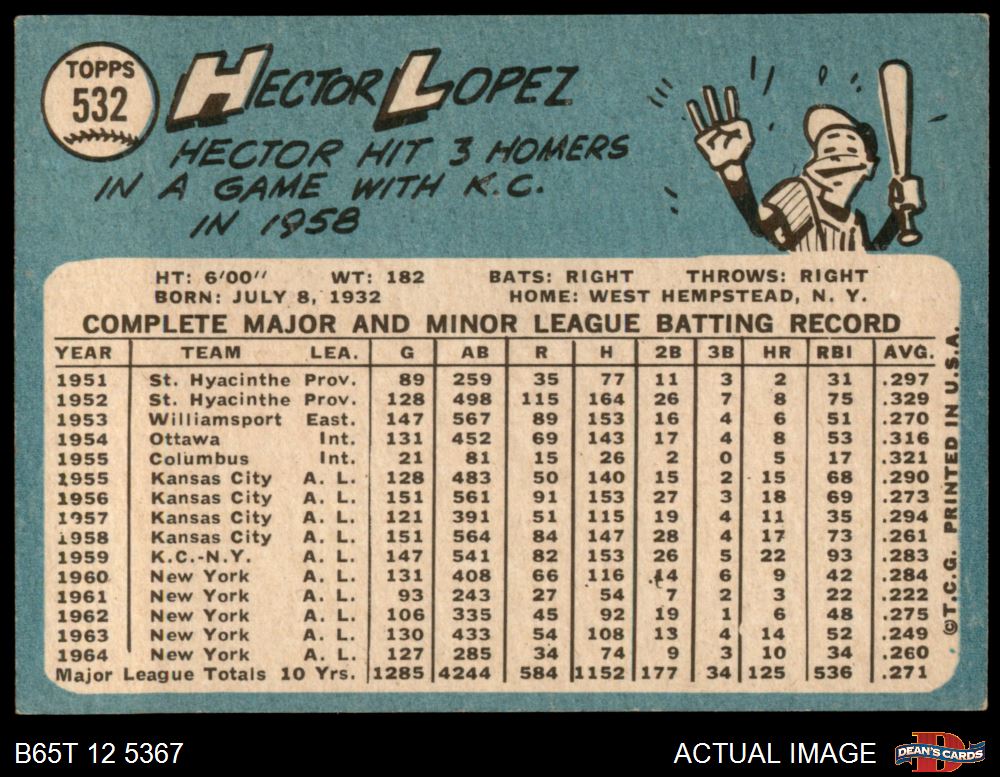 TOPPS
532
HECTOR LOPEZ
HECTOR HIT 3 HOMERS
IN A GAME WITH K.C.
IN 1958
HT: 6'00" WT: 182 BATS: RIGHT THROWS: RIGHT
BORN: JULY 8, 1932 HOME: WEST HEMPSTEAD, N. Y.
COMPLETE MAJOR AND MINOR LEAGUE BATTING RECORD
YEAR TEAM LEA. G AB R H 2B 3B HR RBI AVG.
1951 St. Hyacinthe Prov. 89 259 35 77 11 3 2 31 .297
1952 St. Hyacinthe Prov. 128 498 115 164 26 7 8 75 .329
1953 Williamsport East. 147 567 89 153 16 4 6 51 .270
1954 Ottawa Int. 131 452 69 143 17 4 8 53 .316
1955 Columbus Int. 21 81 15 26 2 0 5 17 .321
1955 Kansas City A. L. 128 483 50 140 15 2 15 68 .290
1956 Kansas City A. L. 151 561 91 153 27 3 18 69 .273
1957 Kansas City A. L. 121 391 51 115 19 4 11 35 .294
1958 Kansas City A. L. 151 564 84 147 28 4 17 73 .261
1959 K.C.-N.Y. A. L. 147 541 82 153 26 5 22 93 .283
1960 New York A. L. 131 408 66 116 14 6 9 42 .284
1961 New York A. L. 93 243 27 54 7 2 3 22 .222
1962 New York A. L. 106 335 45 92 19 1 6 48 .275
1963 New York A. L. 130 433 54 108 13 4 14 52 .249
1964 New York A. L. 127 285 34 74 9 3 10 34 .260
Major League Totals 10 Yrs. 1285 4244 584 1152 177 34 125 536 .271
©T.C.G. PRINTED IN U.S.A.
B65T 12 5367
ACTUAL IMAGE
D
DEAN'S CARDS